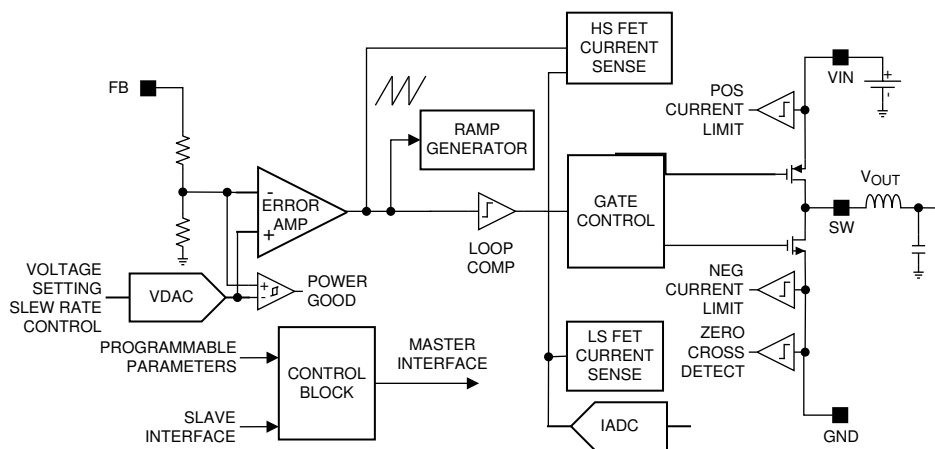 HS FET
CURRENT
SENSE
FB
VIN
+
-
POS
CURRENT
LIMIT
RAMP
GENERATOR
-
ERROR
AMP
+
GATE
CONTROL
VOUT
SW
LOOP
COMP
VOLTAGE
SETTING
SLEW RATE
CONTROL
VDAC
+
-
POWER
GOOD
NEG
CURRENT
LIMIT
PROGRAMMABLE
PARAMETERS
CONTROL
BLOCK
MASTER
INTERFACE
LS FET
CURRENT
SENSE
ZERO
CROSS
DETECT
SLAVE
INTERFACE
IADC
GND